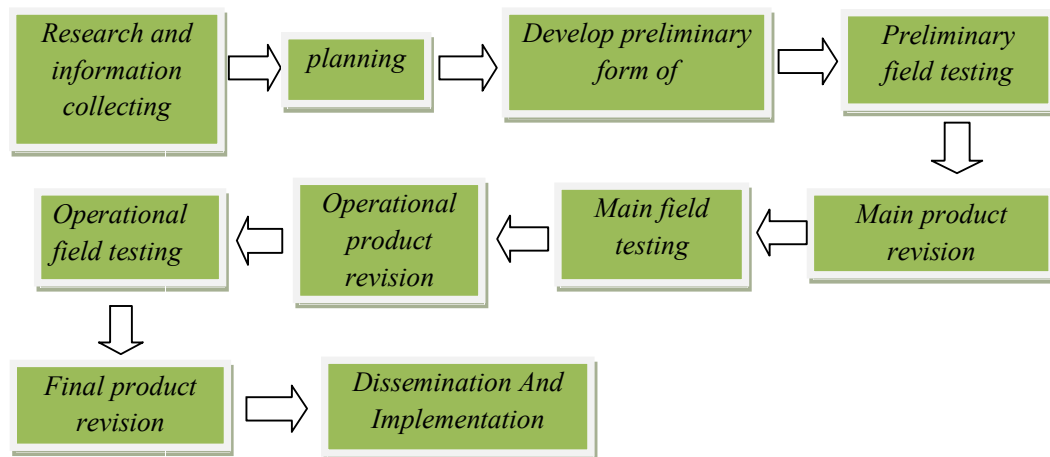 Research and
information
collecting
planning
Develop preliminary
form of
Preliminary
field testing
Main product
revision
Main field
testing
Operational
product
revision
Operational
field testing
Final product
revision
Dissemination And
Implementation